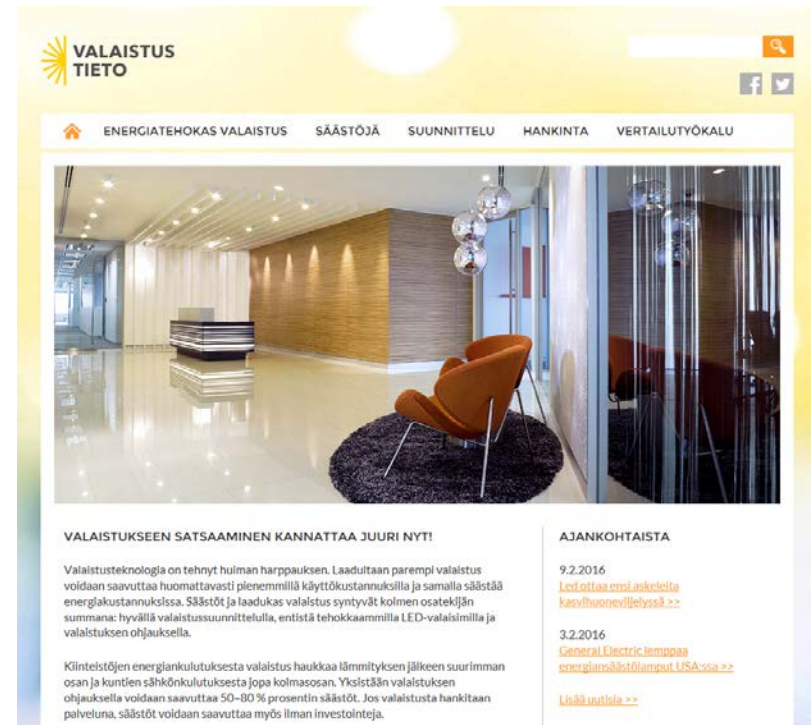 VALAISTUS
TIETO
ENERGIATEHOKAS VALAISTUS SÄÄSTÖJÄ SUUNNITTELU HANKINTA VERTAILUTYÖKALU
VALAISTUKSEEN SATSAAMINEN KANNATTAA JUURI NYT!
Valaistusteknologia on tehnyt huiman harppauksen. Laadultaan parempi valaistus
voidaan saavuttaa huomattavasti pienemmillä käyttökustannuksilla ja samalla säästää
energiakustannuksissa. Säästöt ja laadukas valaistus syntyvät kolmen osatekijän
summana: hyvällä valaistussuunnittelulla, entistä tehokkaammilla LED-valaisimilla ja
valaistuksen ohjauksella.
Kiinteistöjen energiankulutuksesta valaistus haukkaa lämmityksen jälkeen suurimman
osan ja kuntien sähkönkulutuksesta jopa kolmasosan. Yksistään valaistuksen
ohjauksella voidaan saavuttaa 50–80 % prosentin säästöt. Jos valaistusta hankitaan
palveluna, säästöt voidaan saavuttaa myös ilman investointeja.
AJANKOHTAISTA
9.2.2016
Led ottaa ensi askeleita
kasvihuoneviljelyssä >>
3.2.2016
General Electric lemppaa
energiansäästölamput USA:ssa >>
Lisää uutisia >>